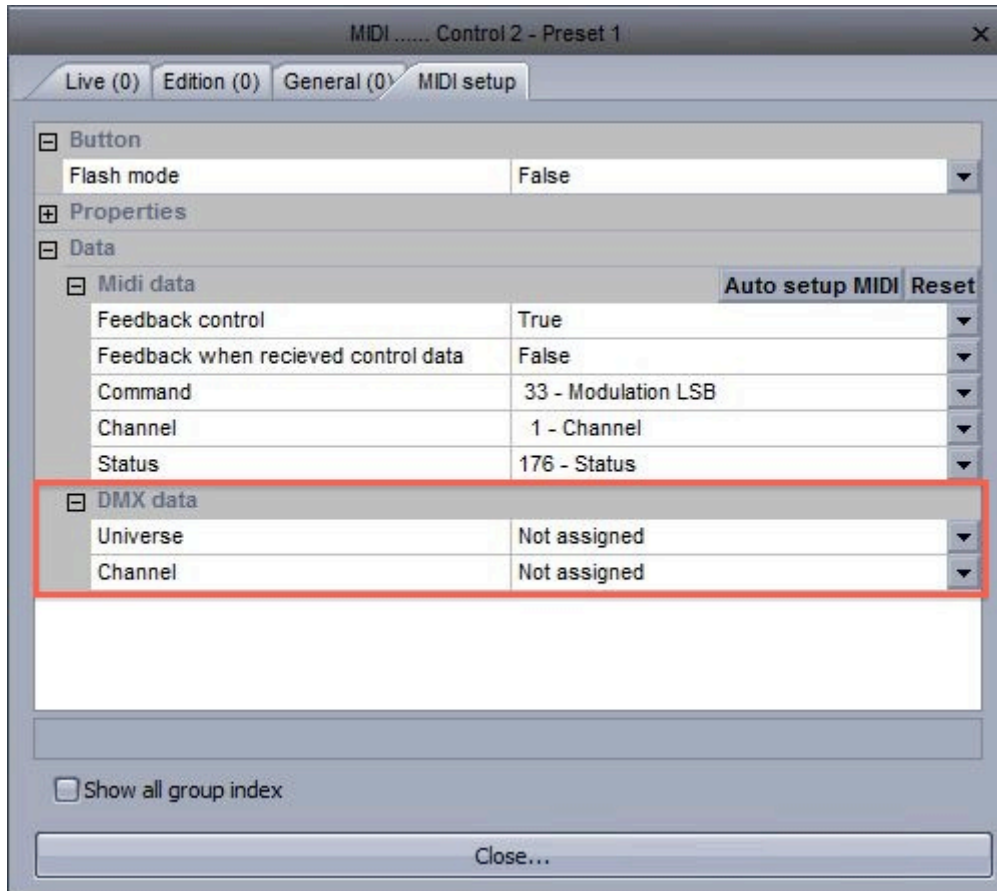 MIDI ...... Control 2 - Preset 1
Live (0) Edition (0) General (0) MIDI setup
Button
Flash mode False
Properties
Data
Midi data Auto setup MIDI Reset
Feedback control True
Feedback when recieved control data False
Command 33 - Modulation LSB
Channel 1 - Channel
Status 176 - Status
DMX data
Universe Not assigned
Channel Not assigned
Show all group index
Close...